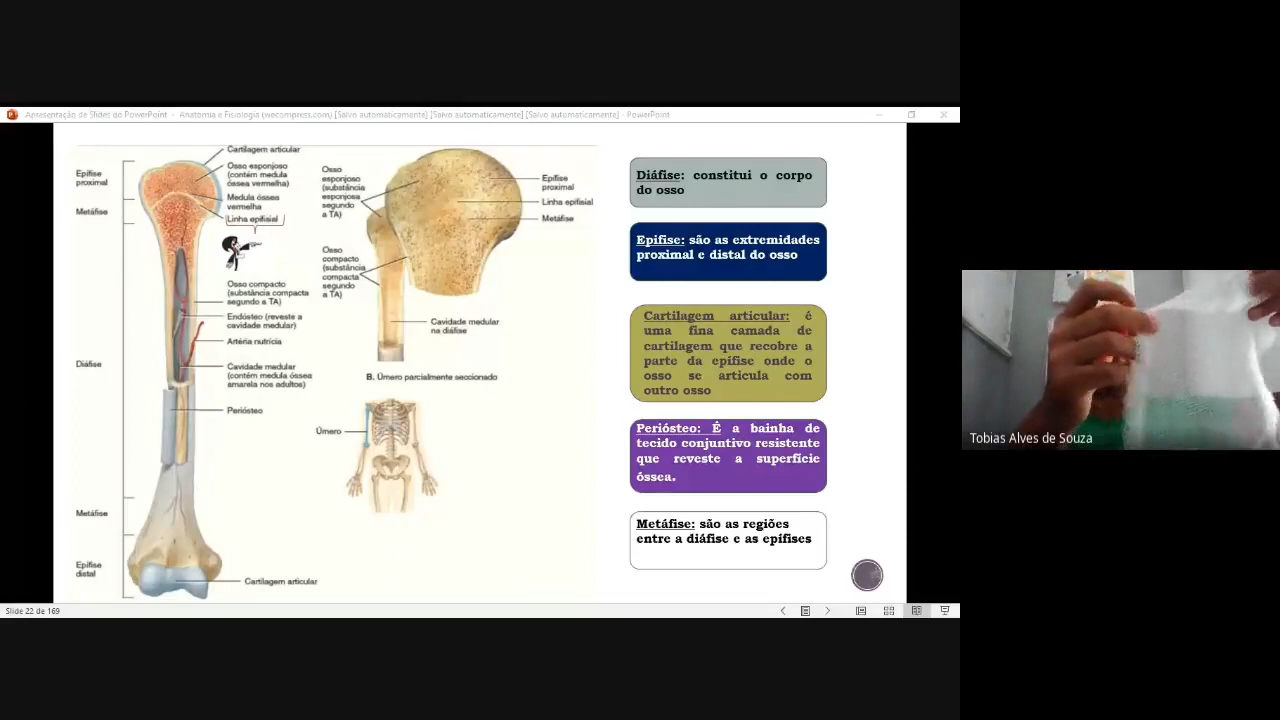 Apresentação de Slides do PowerPoint - Anatomia e Fisiologia (wecompress.com) [Salvo automaticamente] [Salvo automaticamente] [Salvo automaticamente] - PowerPoint
Cartilagem articular
Osso esponjoso
(contém medula
óssea vermelha)
Medula óssea
vermelha
Linha epifisial
Epífise
proximal
Metáfise
Osso compacto
(substância compacta
segundo a TA)
Endósteo (reveste a
cavidade medular)
Artéria nutrícia
Diáfise
Cavidade medular
(contém medula óssea
amarela nos adultos)
Periósteo
Metáfise
Epífise
distal
Cartilagem articular
Osso
esponjoso
(substância
esponjosa
segundo
a TA)
Osso
compacto
(substância
compacta
segundo
a TA)
Epífise
proximal
Linha epifisial
Metáfise
Cavidade medular
na diáfise
B. Úmero parcialmente seccionado
Úmero
Diáfise: constitui o corpo
do osso
Epifise: são as extremidades
proximal e distal do osso
Cartilagem articular: é
uma fina camada de
cartilagem que recobre a
parte da epífise onde o
osso se articula com
outro osso
Periósteo: É a bainha de
tecido conjuntivo resistente
que reveste a superfície
óssea.
Metáfise: são as regiões
entre a diáfise e as epífises
Tobias Alves de Souza
Slide 22 de 169